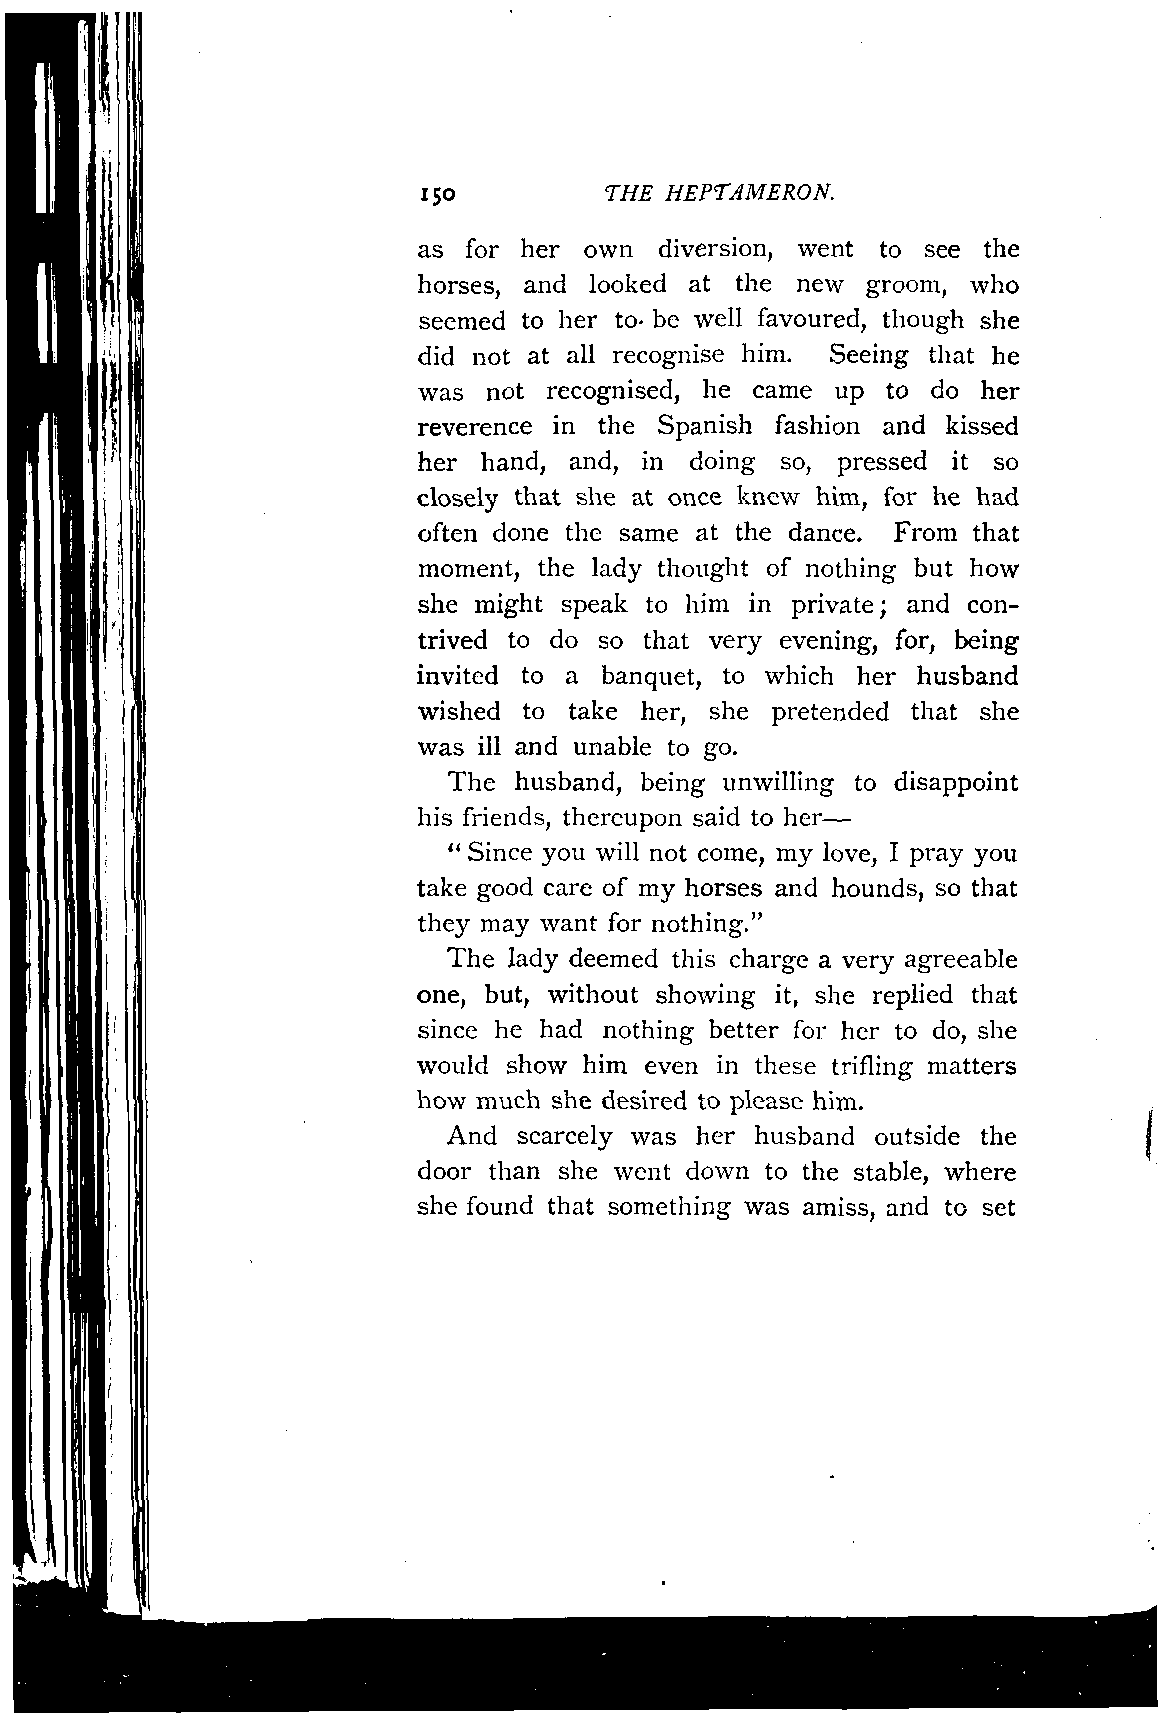 150 THE HEPTAMERON.
as for her own diversion, went to see the
horses, and looked at the new groom, who
seemed to her to be well favoured, though she
did not at all recognise him. Seeing that he
was not recognised, he came up to do her
reverence in the Spanish fashion and kissed
her hand, and, in doing so, pressed it so
closely that she at once knew him, for he had
often done the same at the dance. From that
moment, the lady thought of nothing but how
she might speak to him in private; and con-
trived to do so that very evening, for, being
invited to a banquet, to which her husband
wished to take her, she pretended that she
was ill and unable to go.
The husband, being unwilling to disappoint
his friends, thereupon said to her—
“Since you will not come, my love, I pray you
take good care of my horses and hounds, so that
they may want for nothing.”
The lady deemed this charge a very agreeable
one, but, without showing it, she replied that
since he had nothing better for her to do, she
would show him even in these trifling matters
how much she desired to please him.
And scarcely was her husband outside the
door than she went down to the stable, where
she found that something was amiss, and to set